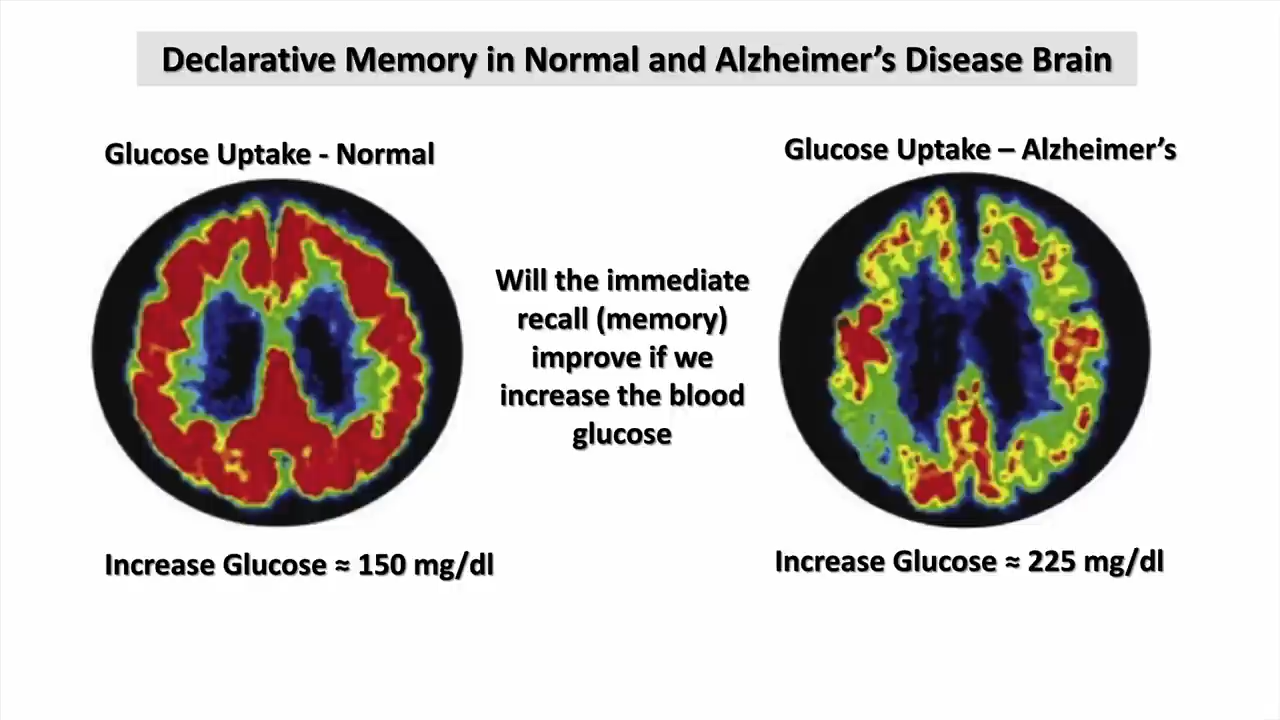 Declarative Memory in Normal and Alzheimer’s Disease Brain
Glucose Uptake - Normal
Glucose Uptake – Alzheimer’s
Will the immediate
recall (memory)
improve if we
increase the blood
glucose
Increase Glucose ≈ 150 mg/dl
Increase Glucose ≈ 225 mg/dl